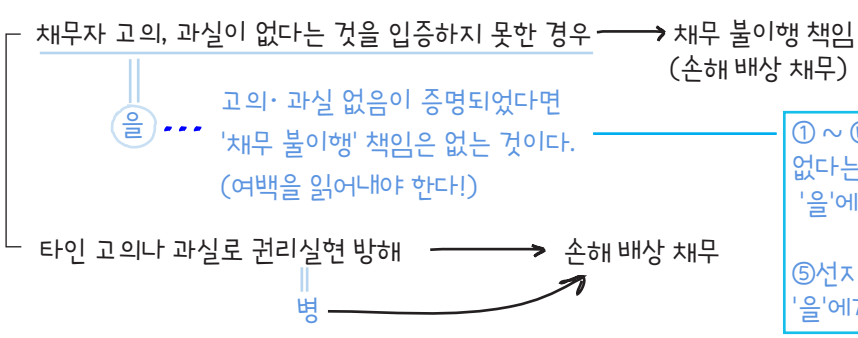 채무자 고의, 과실이 없다는 것을 입증하지 못한 경우 → 채무 불이행 책임
(손해 배상 채무)
을
고의· 과실 없음이 증명되었다면
'채무 불이행' 책임은 없는 것이다.
(여백을 읽어내야 한다!)
① ~
없다는
'을'에
⑤선지
'을'에게
타인 고의나 과실로 권리실현 방해 → 손해 배상 채무
병